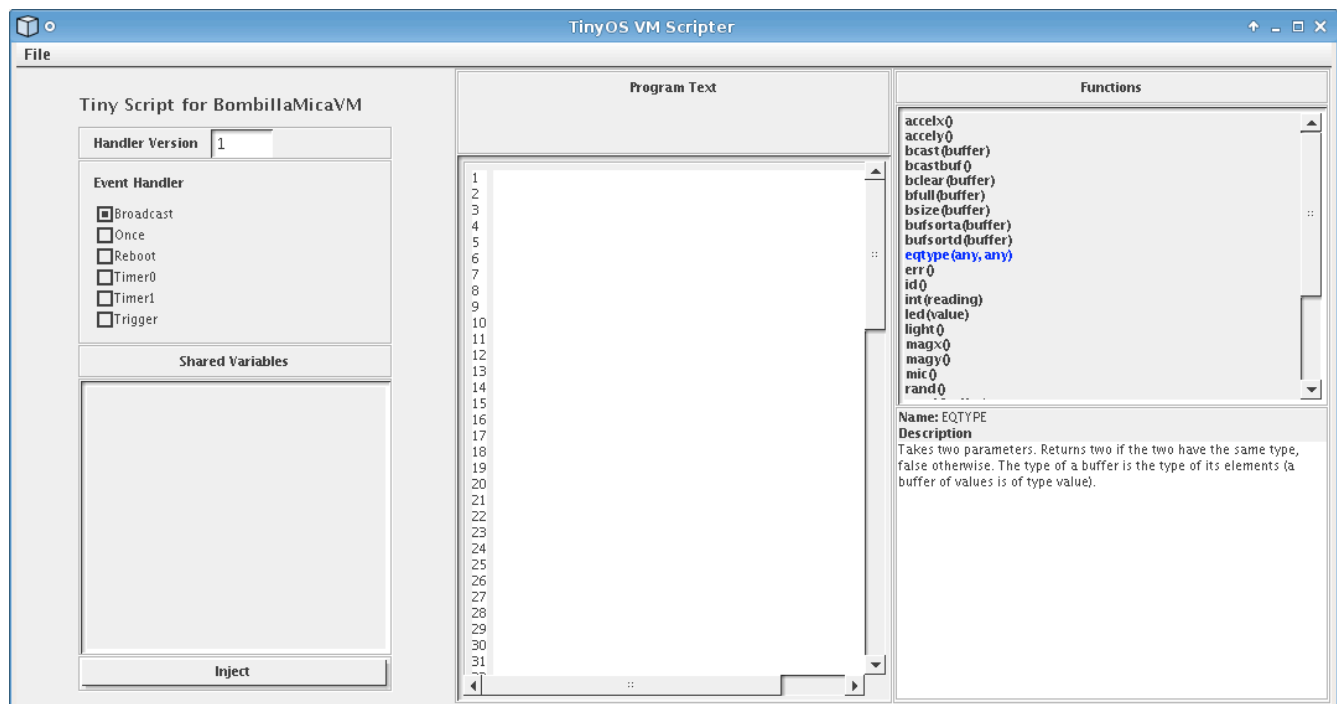 TinyOS VM Scripter
File
Tiny Script for BombillaMicaVM
Handler Version 1
Event Handler
Broadcast
Once
Reboot
Timer0
Timer1
Trigger
Shared Variables
Inject
Program Text
1
2
3
4
5
6
7
8
9
10
11
12
13
14
15
16
17
18
19
20
21
22
23
24
25
26
27
28
29
30
31
Functions
accelx()
accely()
bcast(buffer)
bcastbuf()
bclear(buffer)
bfull(buffer)
bsize(buffer)
bufsorta(buffer)
bufsortd(buffer)
eqtype(any, any)
err()
id()
int(reading)
led(value)
light()
magx()
magy()
mic()
rand()
Name: EQTYPE
Description
Takes two parameters. Returns two if the two have the same type,
false otherwise. The type of a buffer is the type of its elements (a
buffer of values is of type value).